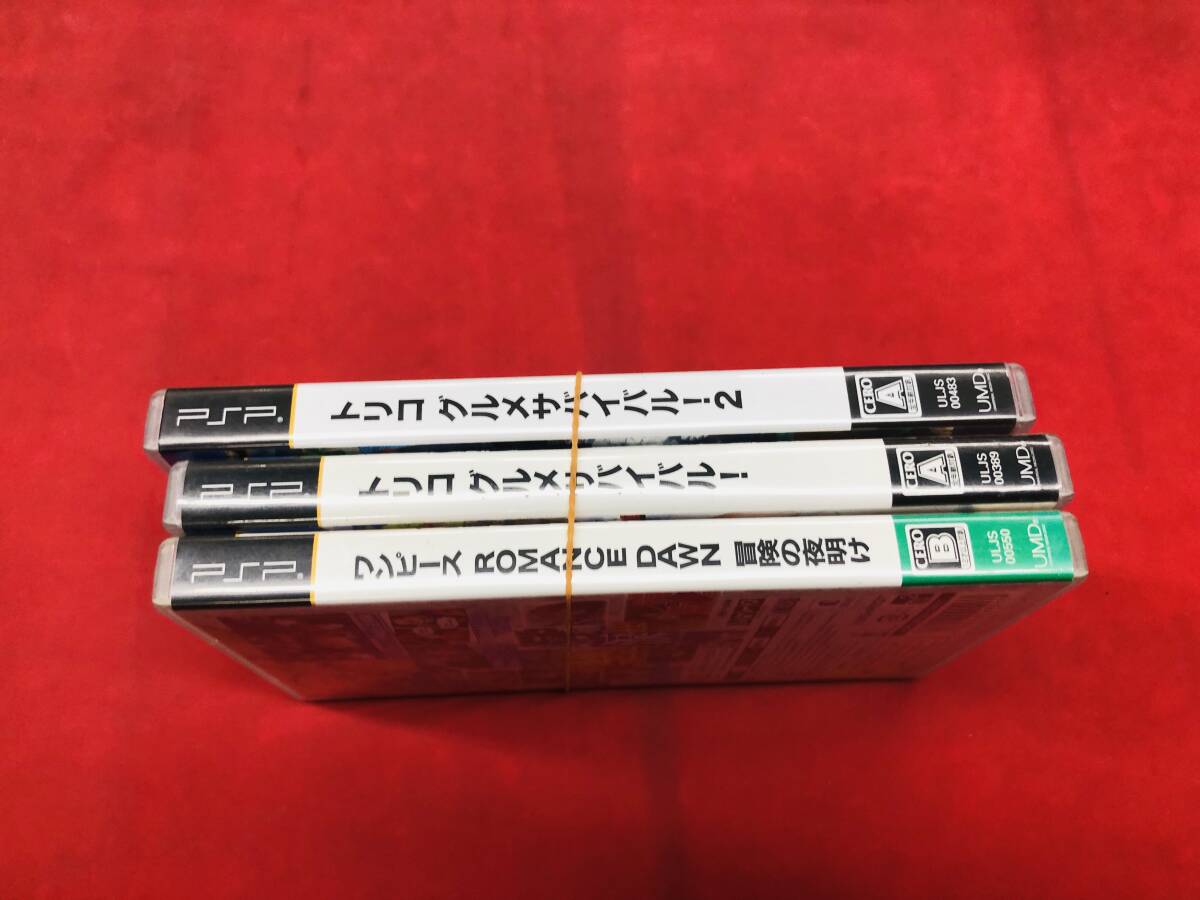 PSP トリコ グルメサバイバル!2 CERO A ULJS 00483 UMD
PSP トリコ グルメサバイバル! CERO A ULJS 00389 UMD
PSP ワンピース ROMANCE DAWN 冒険の夜明け CERO B ULJS 00550 UMD